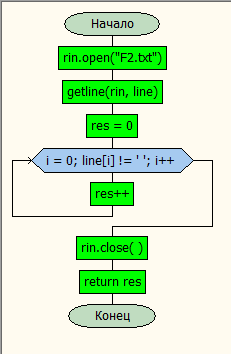 Начало
rin.open("F2.txt")
getline(rin, line)
res = 0
i = 0; line[i] != ' '; i++
res++
rin.close( )
return res
Конец